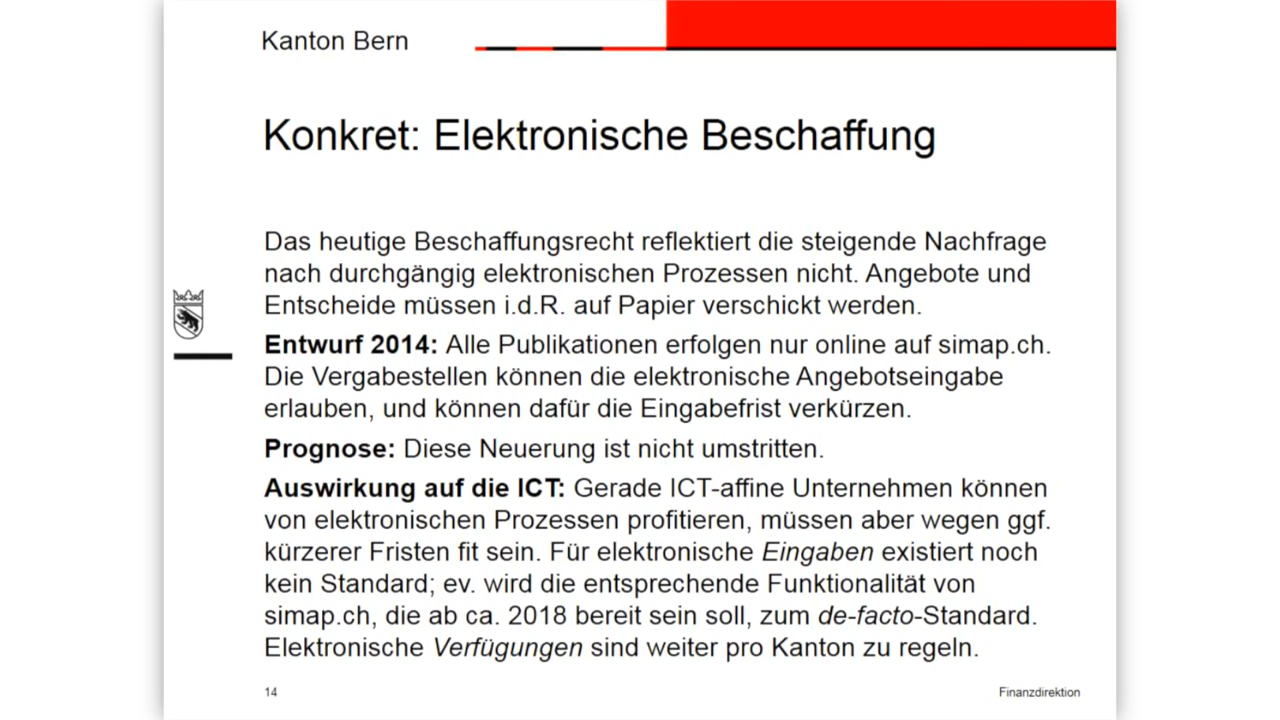 Kanton Bern
Konkret: Elektronische Beschaffung
Das heutige Beschaffungsrecht reflektiert die steigende Nachfrage
nach durchgängig elektronischen Prozessen nicht. Angebote und
Entscheide müssen i.d.R. auf Papier verschickt werden.
Entwurf 2014: Alle Publikationen erfolgen nur online auf simap.ch.
Die Vergabestellen können die elektronische Angebotseingabe
erlauben, und können dafür die Eingabefrist verkürzen.
Prognose: Diese Neuerung ist nicht umstritten.
Auswirkung auf die ICT: Gerade ICT-affine Unternehmen können
von elektronischen Prozessen profitieren, müssen aber wegen ggf.
kürzerer Fristen fit sein. Für elektronische Eingaben existiert noch
kein Standard; ev. wird die entsprechende Funktionalität von
simap.ch, die ab ca. 2018 bereit sein soll, zum de-facto-Standard.
Elektronische Verfügungen sind weiter pro Kanton zu regeln.
14
Finanzdirektion